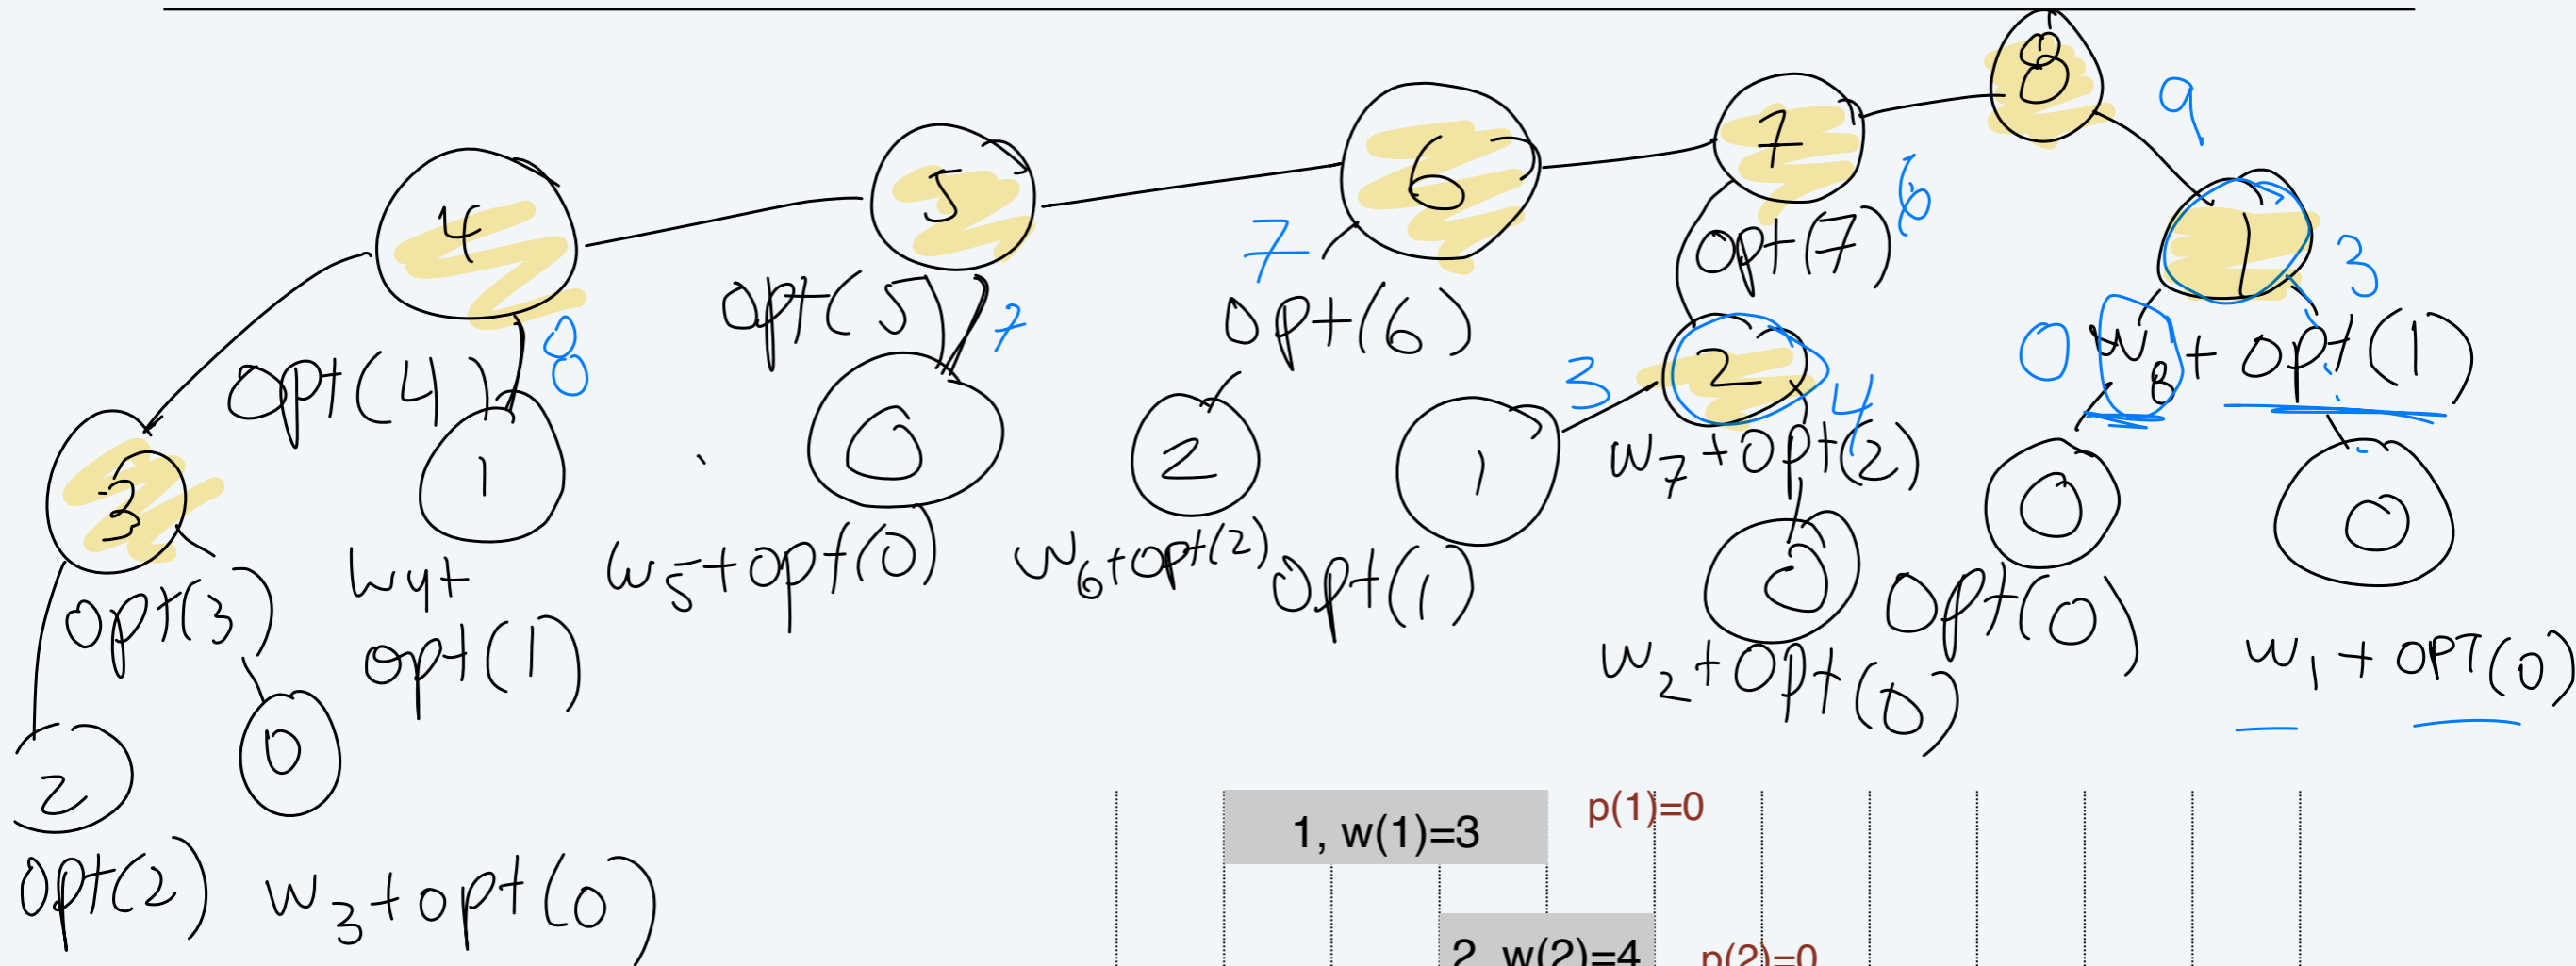 8
9
7
6
5
4
1
3
opt(7) 6
7
opt(6)
opt(5) 7
opt(4) 8
0 w8 + opt(1)
2
3 4
w7+opt(2)
3
1
0
2
1
0
0
0
opt(3)
w4+
opt(1)
w5+opt(0)
w6+opt(2)
opt(1)
w2+opt(0)
opt(0)
w1 + OPT(0)
2
0
opt(2)
w3+opt(0)
1, w(1)=3 p(1)=0
2, w(2)=4 p(2)=0